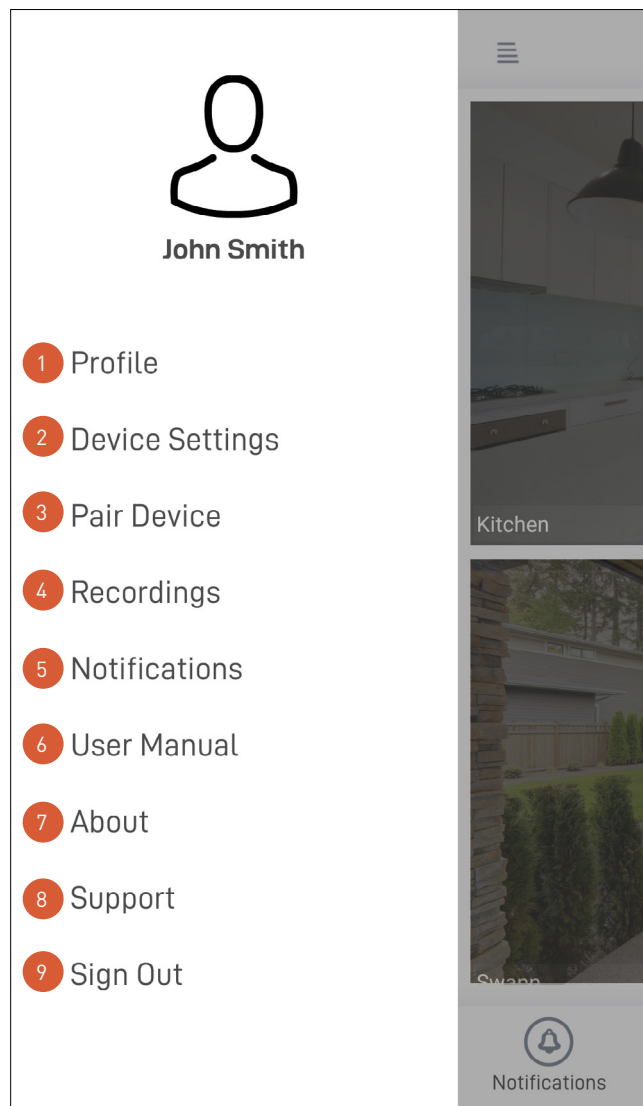 John Smith
1 Profile
2 Device Settings
3 Pair Device
4 Recordings
5 Notifications
6 User Manual
7 About
8 Support
9 Sign Out
Kitchen
Swann
Notifications